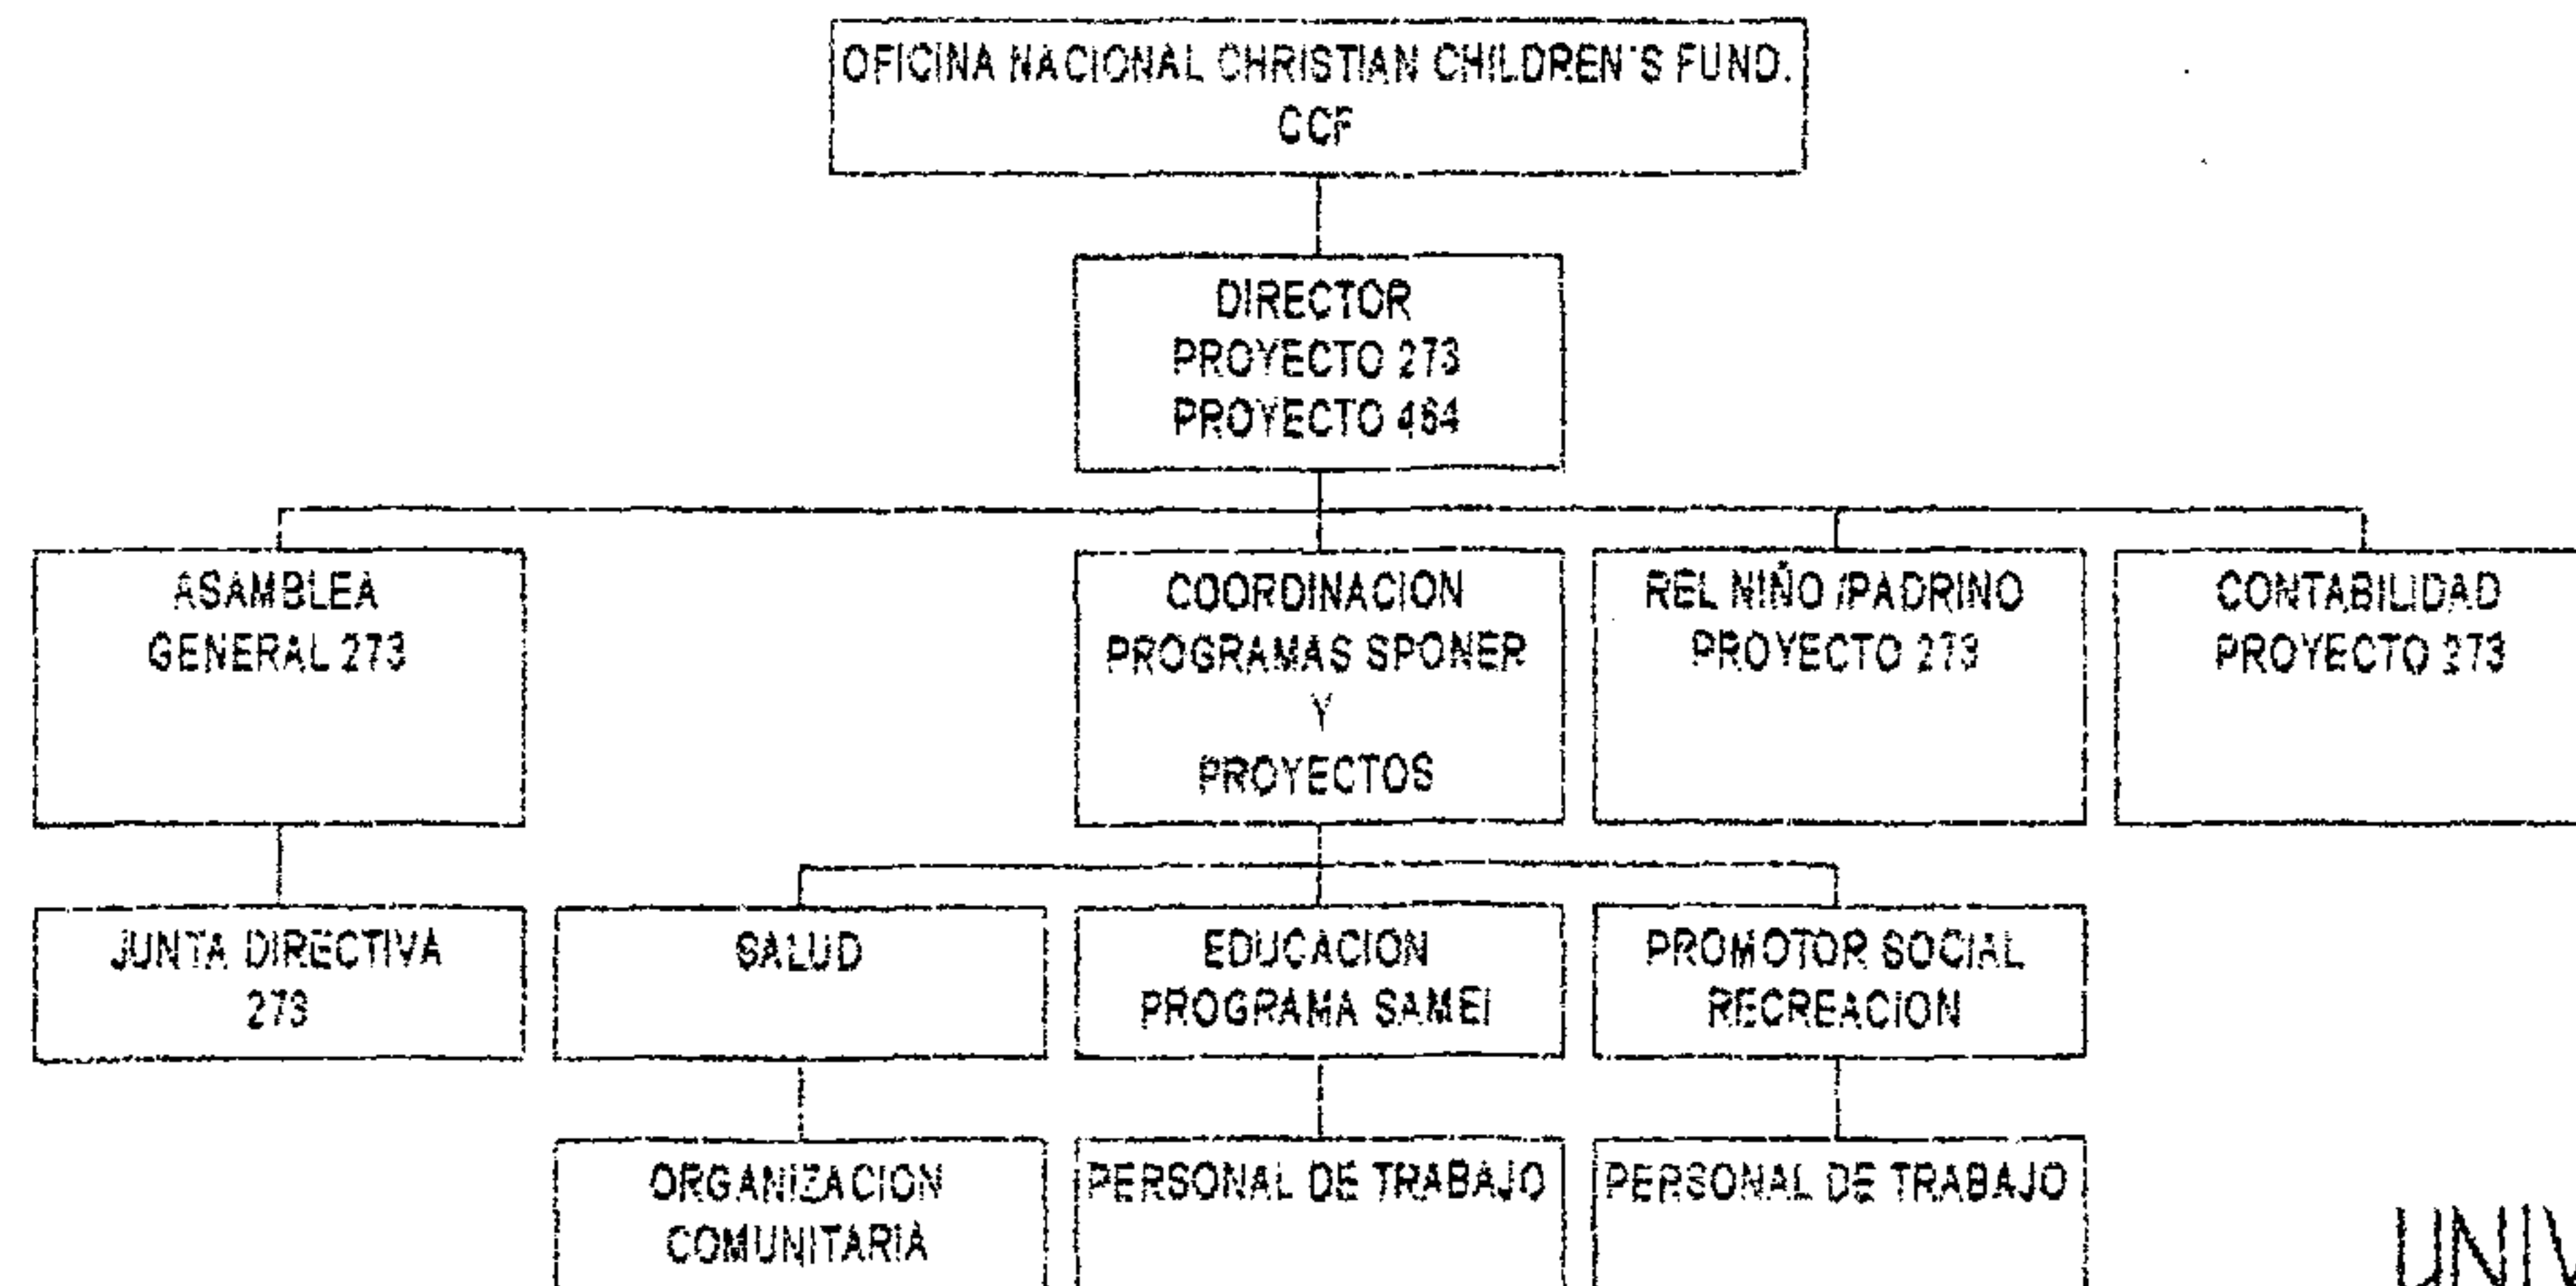 OFICINA NACIONAL CHRISTIAN CHILDREN'S FUND.
CCF
DIRECTOR
PROYECTO 273
PROYECTO 464
ASAMBLEA
GENERAL 273
COORDINACION
PROGRAMAS SPONER
Y
PROYECTOS
REL NIÑO /PADRINO
PROYECTO 273
CONTABILIDAD
PROYECTO 273
JUNTA DIRECTIVA
273
SALUD
EDUCACION
PROGRAMA SAMEI
PROMOTOR SOCIAL
RECREACION
ORGANIZACION
COMUNITARIA
PERSONAL DE TRABAJO
PERSONAL DE TRABAJO